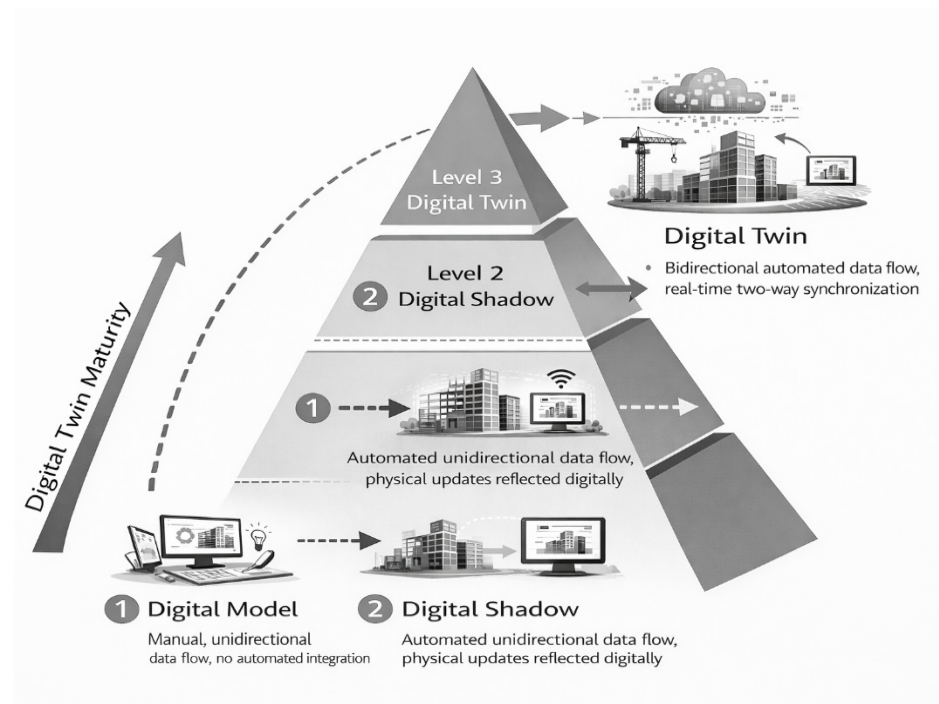 Level 3
Digital Twin
Digital Twin
• Bidirectional automated data flow,
real-time two-way synchronization
Level 2
2 Digital Shadow
Digital Twin Maturity
1
Automated unidirectional data flow,
physical updates reflected digitally
1 Digital Model
Manual, unidirectional
data flow, no automated integration
2 Digital Shadow
Automated unidirectional data flow,
physical updates reflected digitally